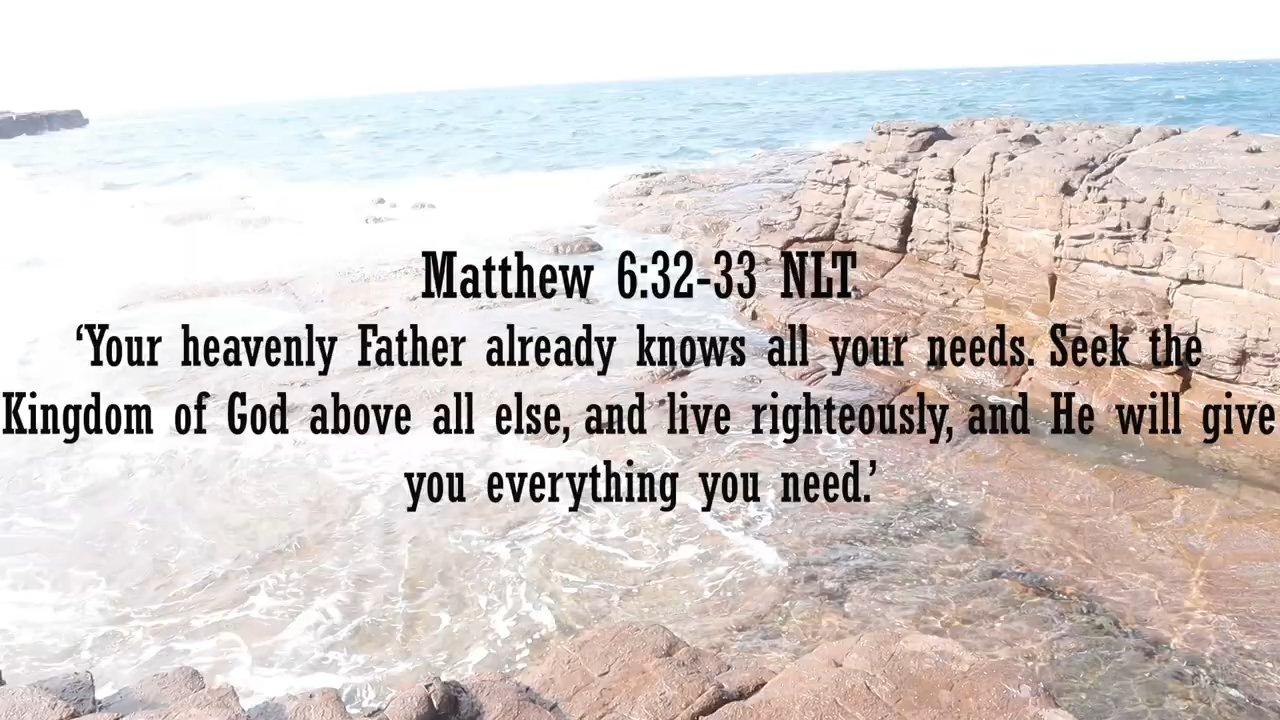 Matthew 6:32-33 NLT
‘Your heavenly Father already knows all your needs. Seek the
Kingdom of God above all else, and live righteously, and He will give
you everything you need.’